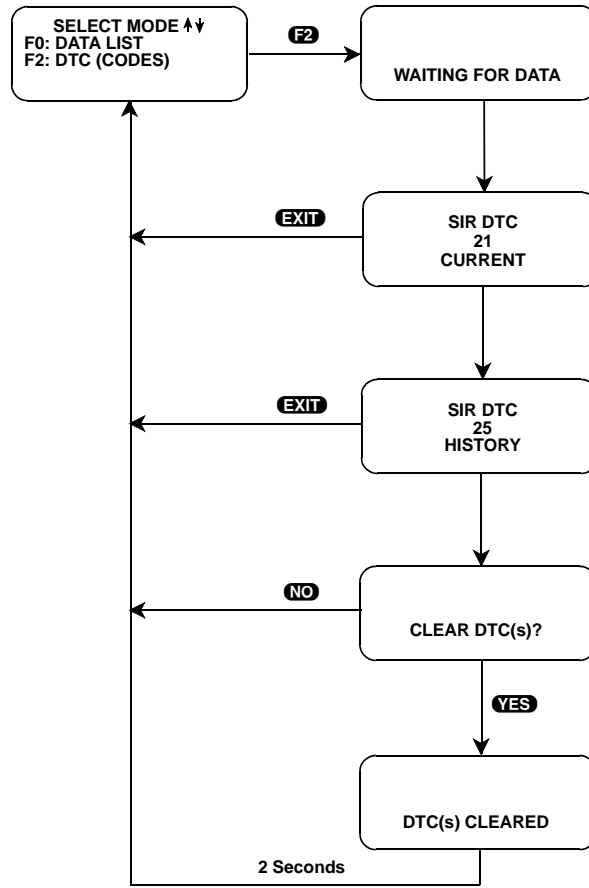 SELECT MODE
F0: DATA LIST
F2: DTC (CODES)
F2
WAITING FOR DATA
EXIT
SIR DTC
21
CURRENT
EXIT
SIR DTC
25
HISTORY
NO
CLEAR DTC(s)?
YES
DTC(s) CLEARED
2 Seconds